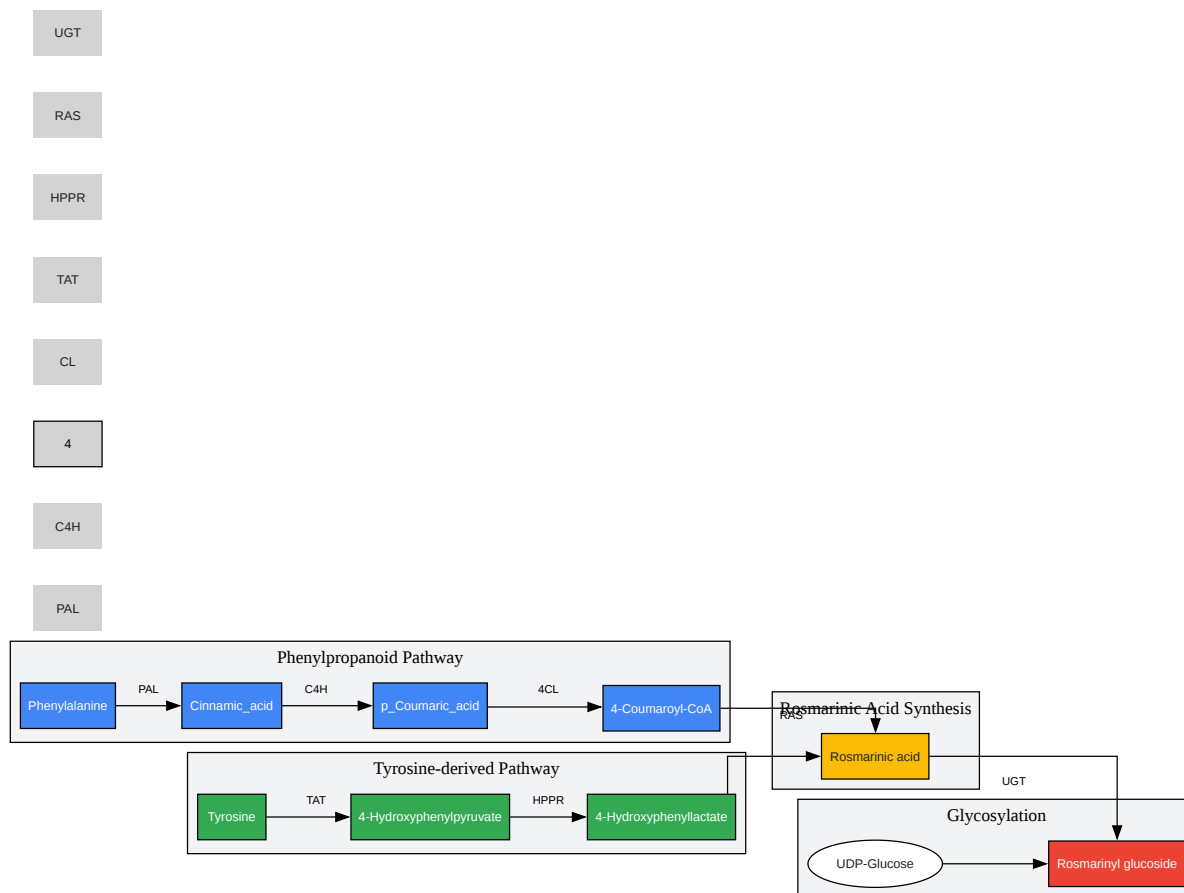 UGT
RAS
HPPR
TAT
CL
4
C4H
PAL
Phenylpropanoid Pathway
Phenylalanine
PAL
Cinnamic_acid
C4H
p_Coumaric_acid
4CL
4-Coumaroyl-CoA
Rosmarinic Acid Synthesis
RAS
Rosmarinic acid
Tyrosine-derived Pathway
Tyrosine
TAT
4-Hydroxyphenylpyruvate
HPPR
4-Hydroxyphenyllactate
UGT
Glycosylation
UDP-Glucose
Rosmarinyl glucoside